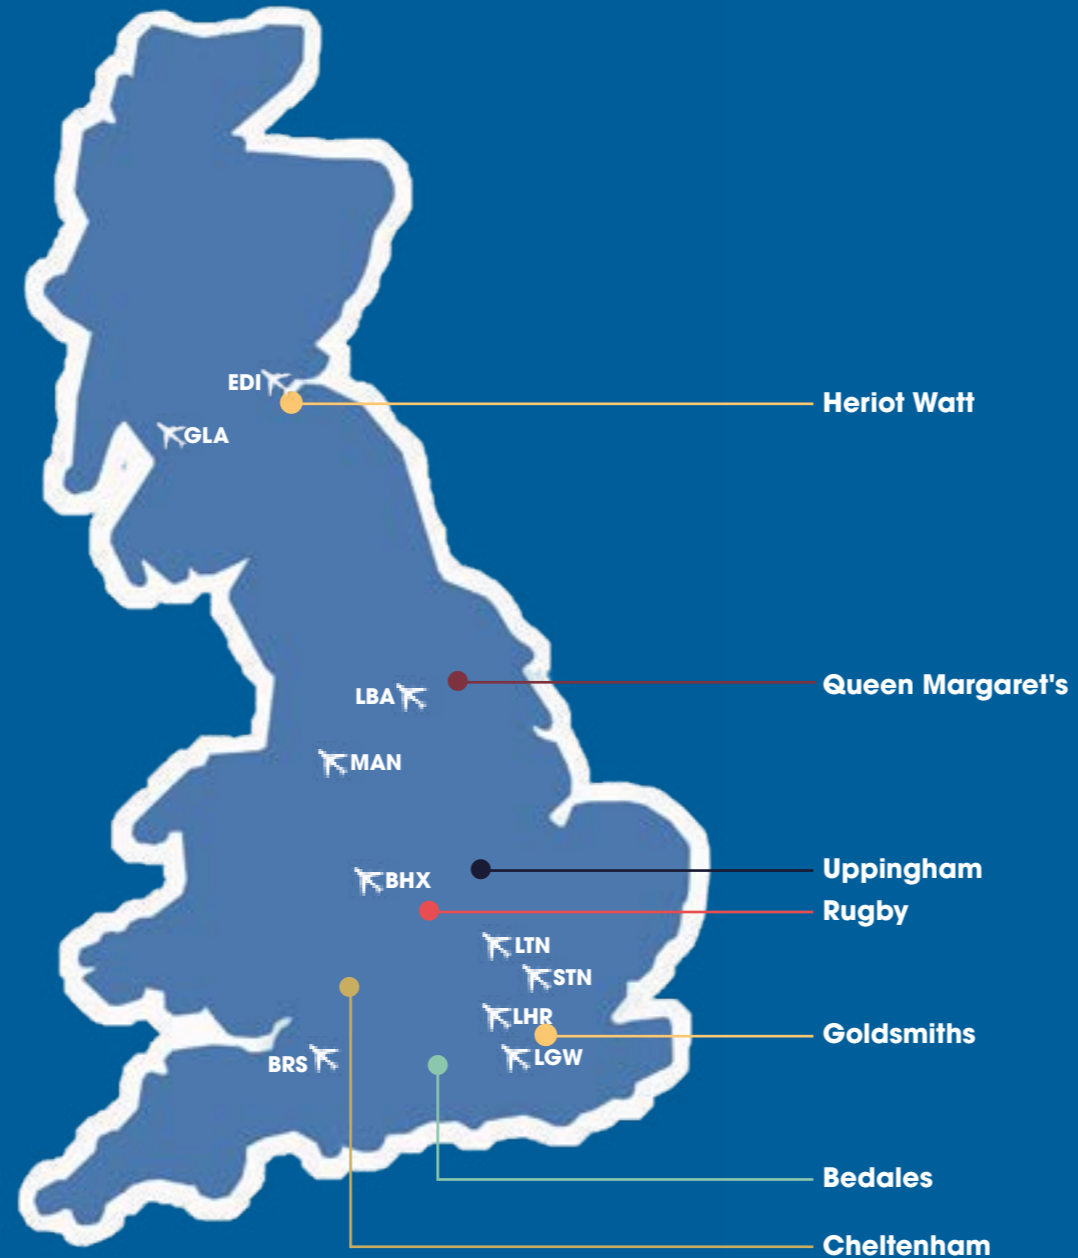 EDI
Heriot Watt
GLA
Queen Margaret's
LBA
MAN
Uppingham
BHX
Rugby
LTN
STN
LHR
Goldsmiths
LGW
BRS
Bedales
Cheltenham